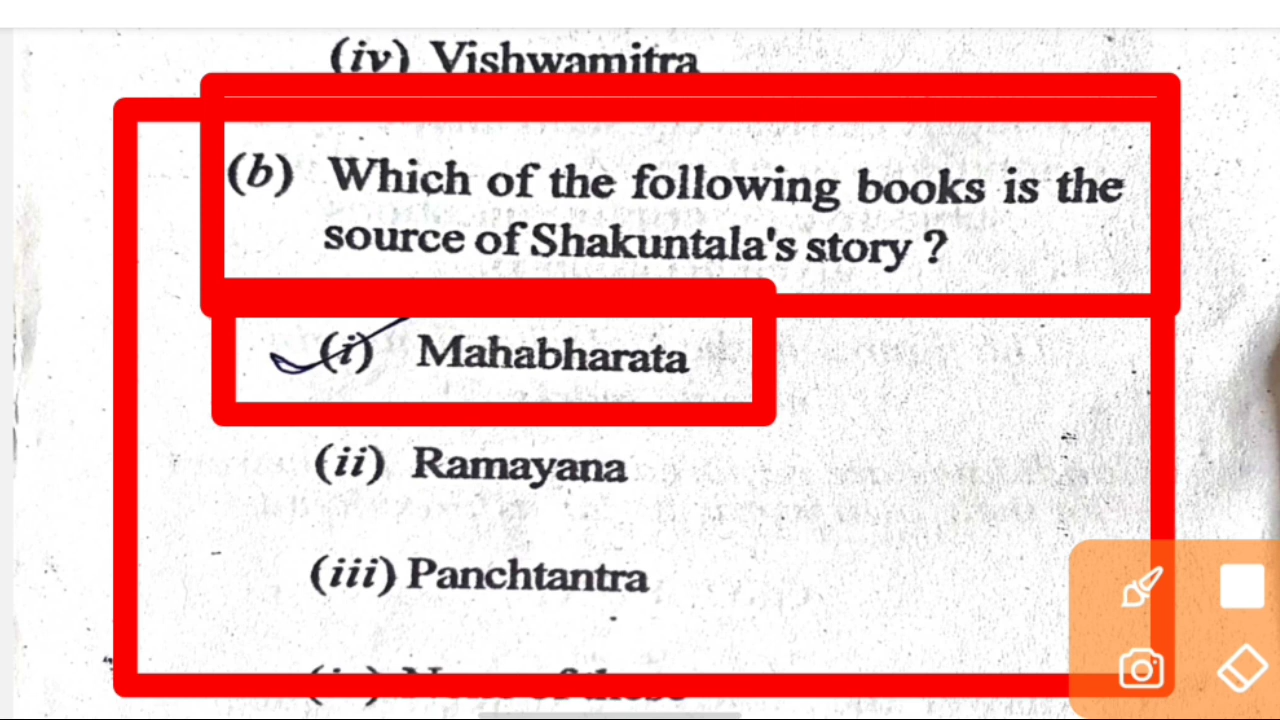 (iv) Vishwamitra
(b) Which of the following books is the
source of Shakuntala's story ?
(i) Mahabharata
(ii) Ramayana
(iii) Panchtantra